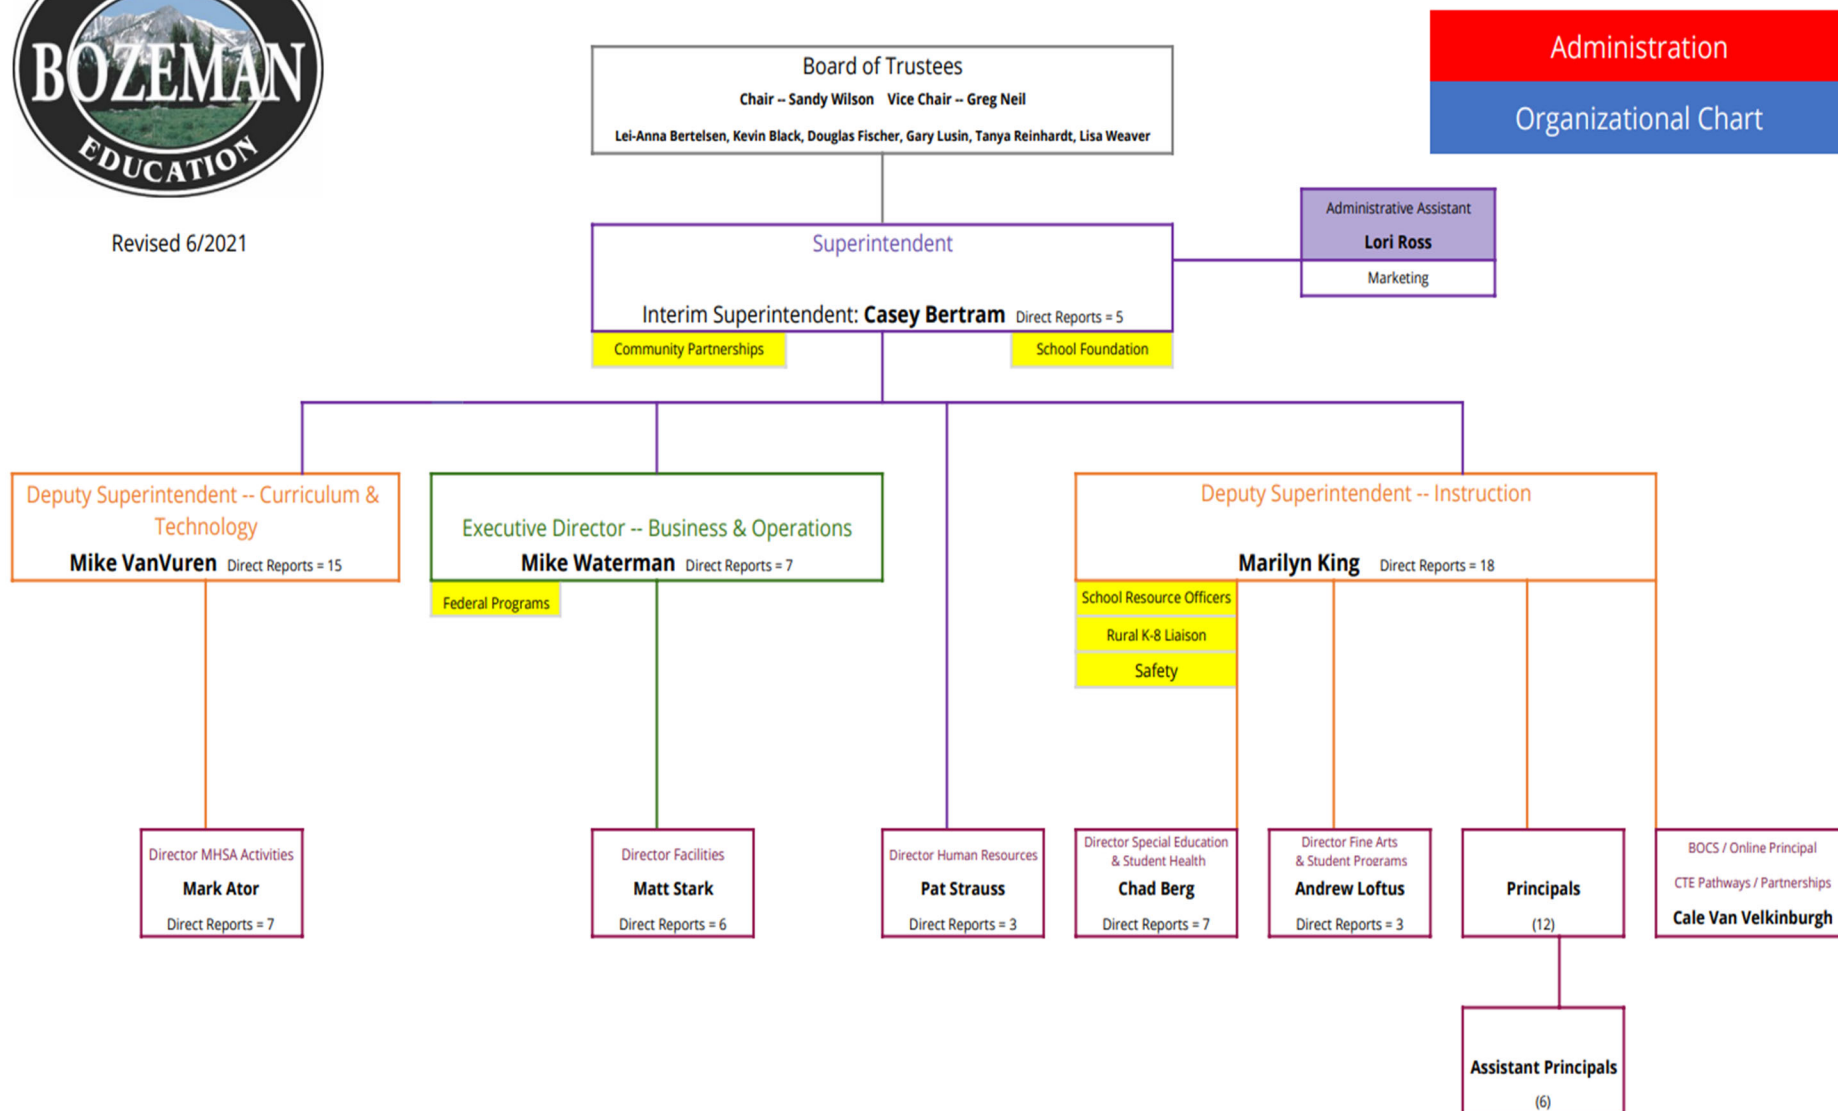 BOZEMAN
EDUCATION
Revised 6/2021
Administration
Organizational Chart
Board of Trustees
Chair -- Sandy Wilson Vice Chair -- Greg Neil
Lei-Anna Bertelsen, Kevin Black, Douglas Fischer, Gary Lusin, Tanya Reinhardt, Lisa Weaver
Superintendent
Interim Superintendent: Casey Bertram Direct Reports = 5
Community Partnerships
School Foundation
Administrative Assistant
Lori Ross
Marketing
Deputy Superintendent -- Curriculum &
Technology
Mike VanVuren Direct Reports = 15
Executive Director -- Business & Operations
Mike Waterman Direct Reports = 7
Federal Programs
Deputy Superintendent -- Instruction
Marilyn King Direct Reports = 18
School Resource Officers
Rural K-8 Liaison
Safety
Director MHSA Activities
Mark Ator
Direct Reports = 7
Director Facilities
Matt Stark
Direct Reports = 6
Director Human Resources
Pat Strauss
Direct Reports = 3
Director Special Education
& Student Health
Chad Berg
Direct Reports = 7
Director Fine Arts
& Student Programs
Andrew Loftus
Direct Reports = 3
Principals
(12)
BOCS / Online Principal
CTE Pathways / Partnerships
Cale Van Velkinburgh
Assistant Principals
(6)